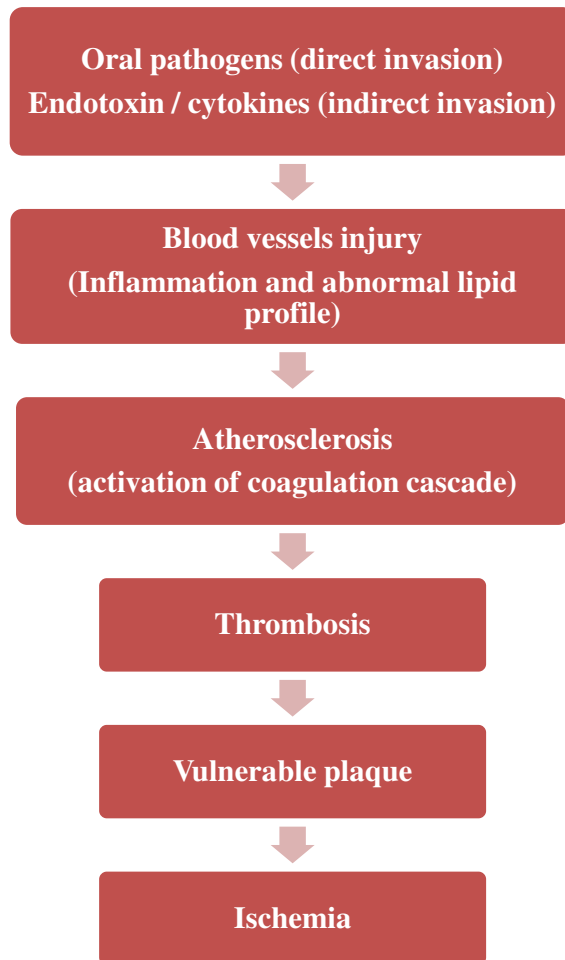 Oral pathogens (direct invasion)
Endotoxin / cytokines (indirect invasion)
Blood vessels injury
(Inflammation and abnormal lipid
profile)
Atherosclerosis
(activation of coagulation cascade)
Thrombosis
Vulnerable plaque
Ischemia